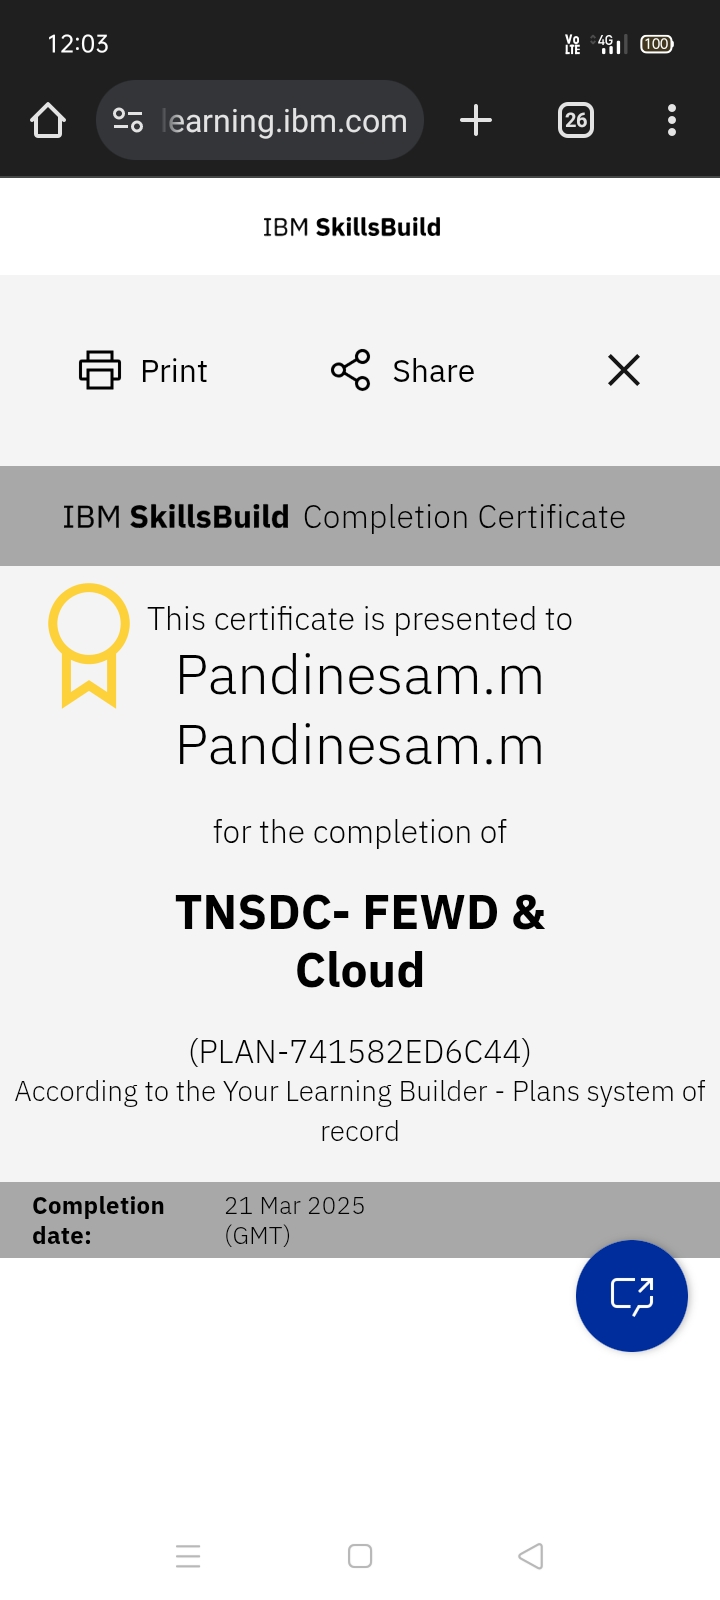 12:03
Vo LTE 4G 100
learning.ibm.com
26
IBM SkillsBuild
Print Share
IBM SkillsBuild Completion Certificate
This certificate is presented to
Pandinesam.m
Pandinesam.m
for the completion of
TNSDC- FEWD &
Cloud
(PLAN-741582ED6C44)
According to the Your Learning Builder - Plans system of
record
Completion date: 21 Mar 2025 (GMT)